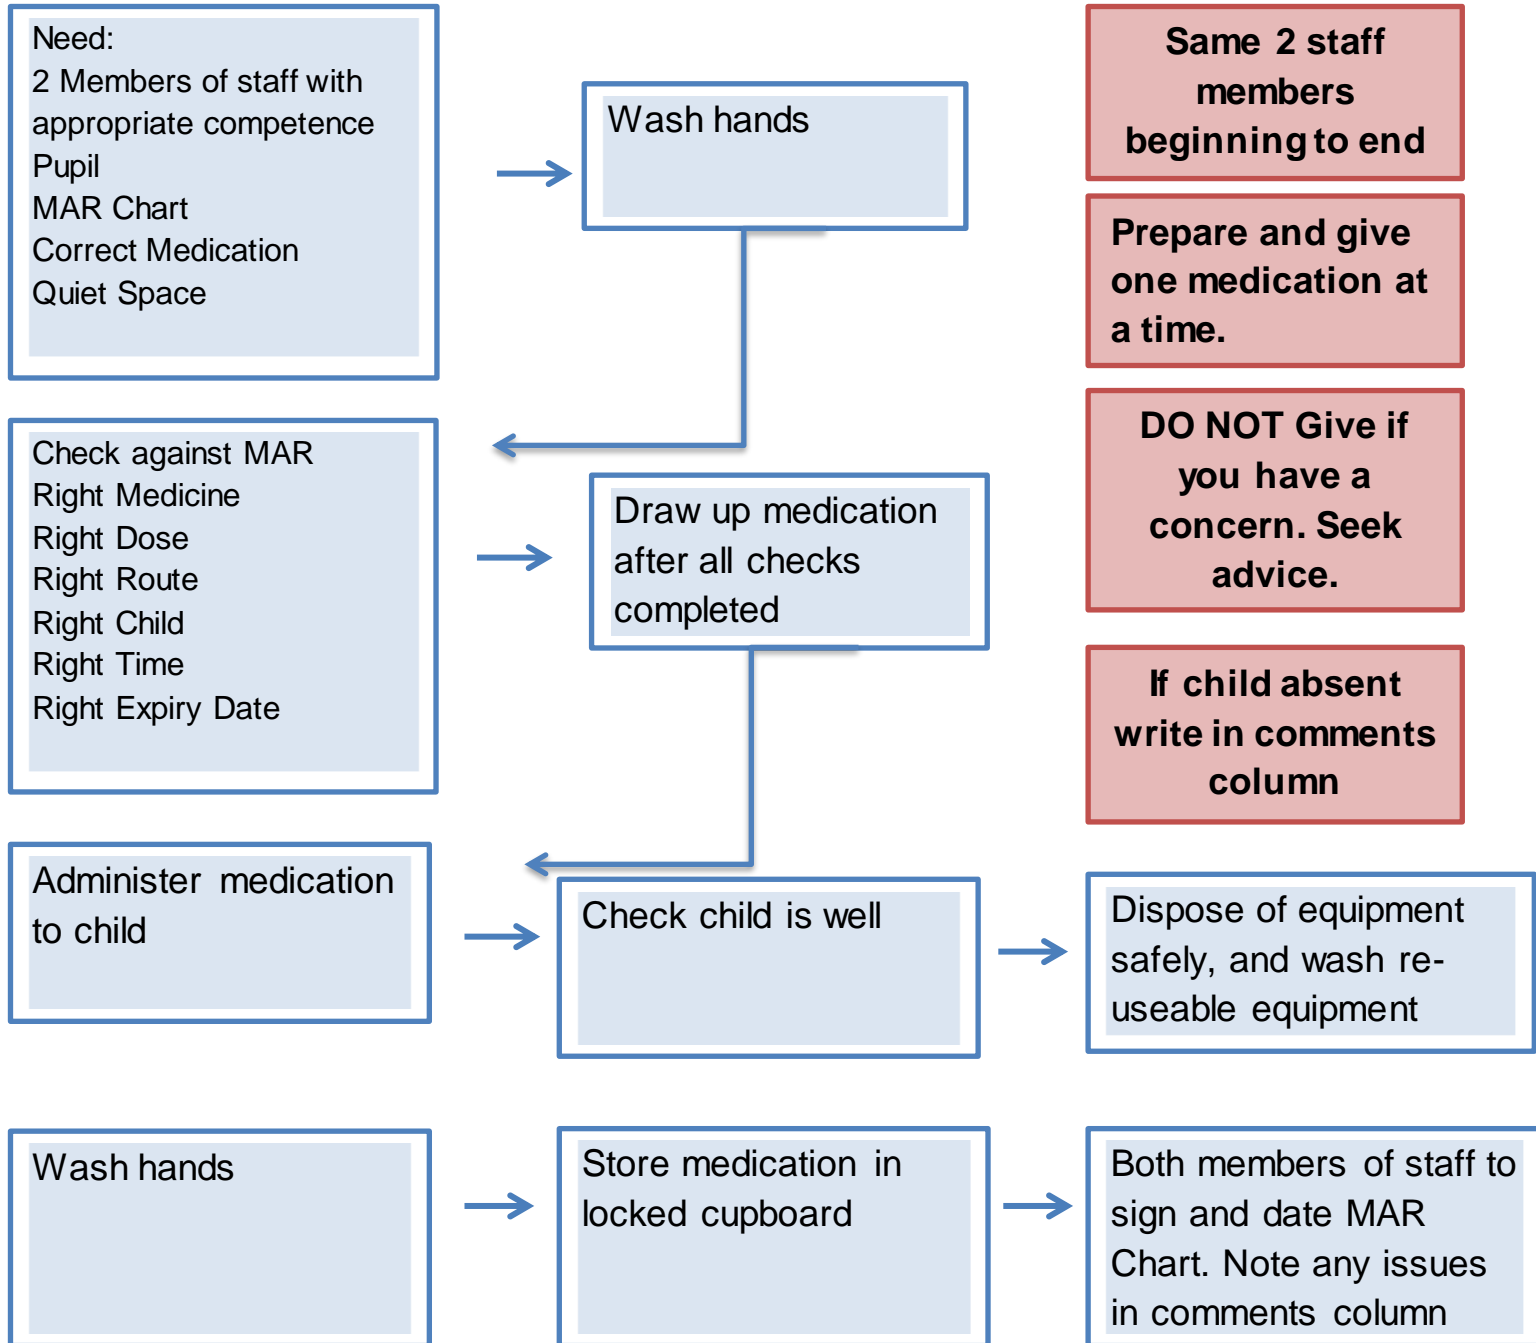 Need:
2 Members of staff with
appropriate competence
Pupil
MAR Chart
Correct Medication
Quiet Space
Wash hands
Same 2 staff
members
beginning to end
Prepare and give
one medication at
a time.
Check against MAR
Right Medicine
Right Dose
Right Route
Right Child
Right Time
Right Expiry Date
Draw up medication
after all checks
completed
DO NOT Give if
you have a
concern. Seek
advice.
If child absent
write in comments
column
Administer medication
to child
Check child is well
Dispose of equipment
safely, and wash re-
useable equipment
Wash hands
Store medication in
locked cupboard
Both members of staff to
sign and date MAR
Chart. Note any issues
in comments column